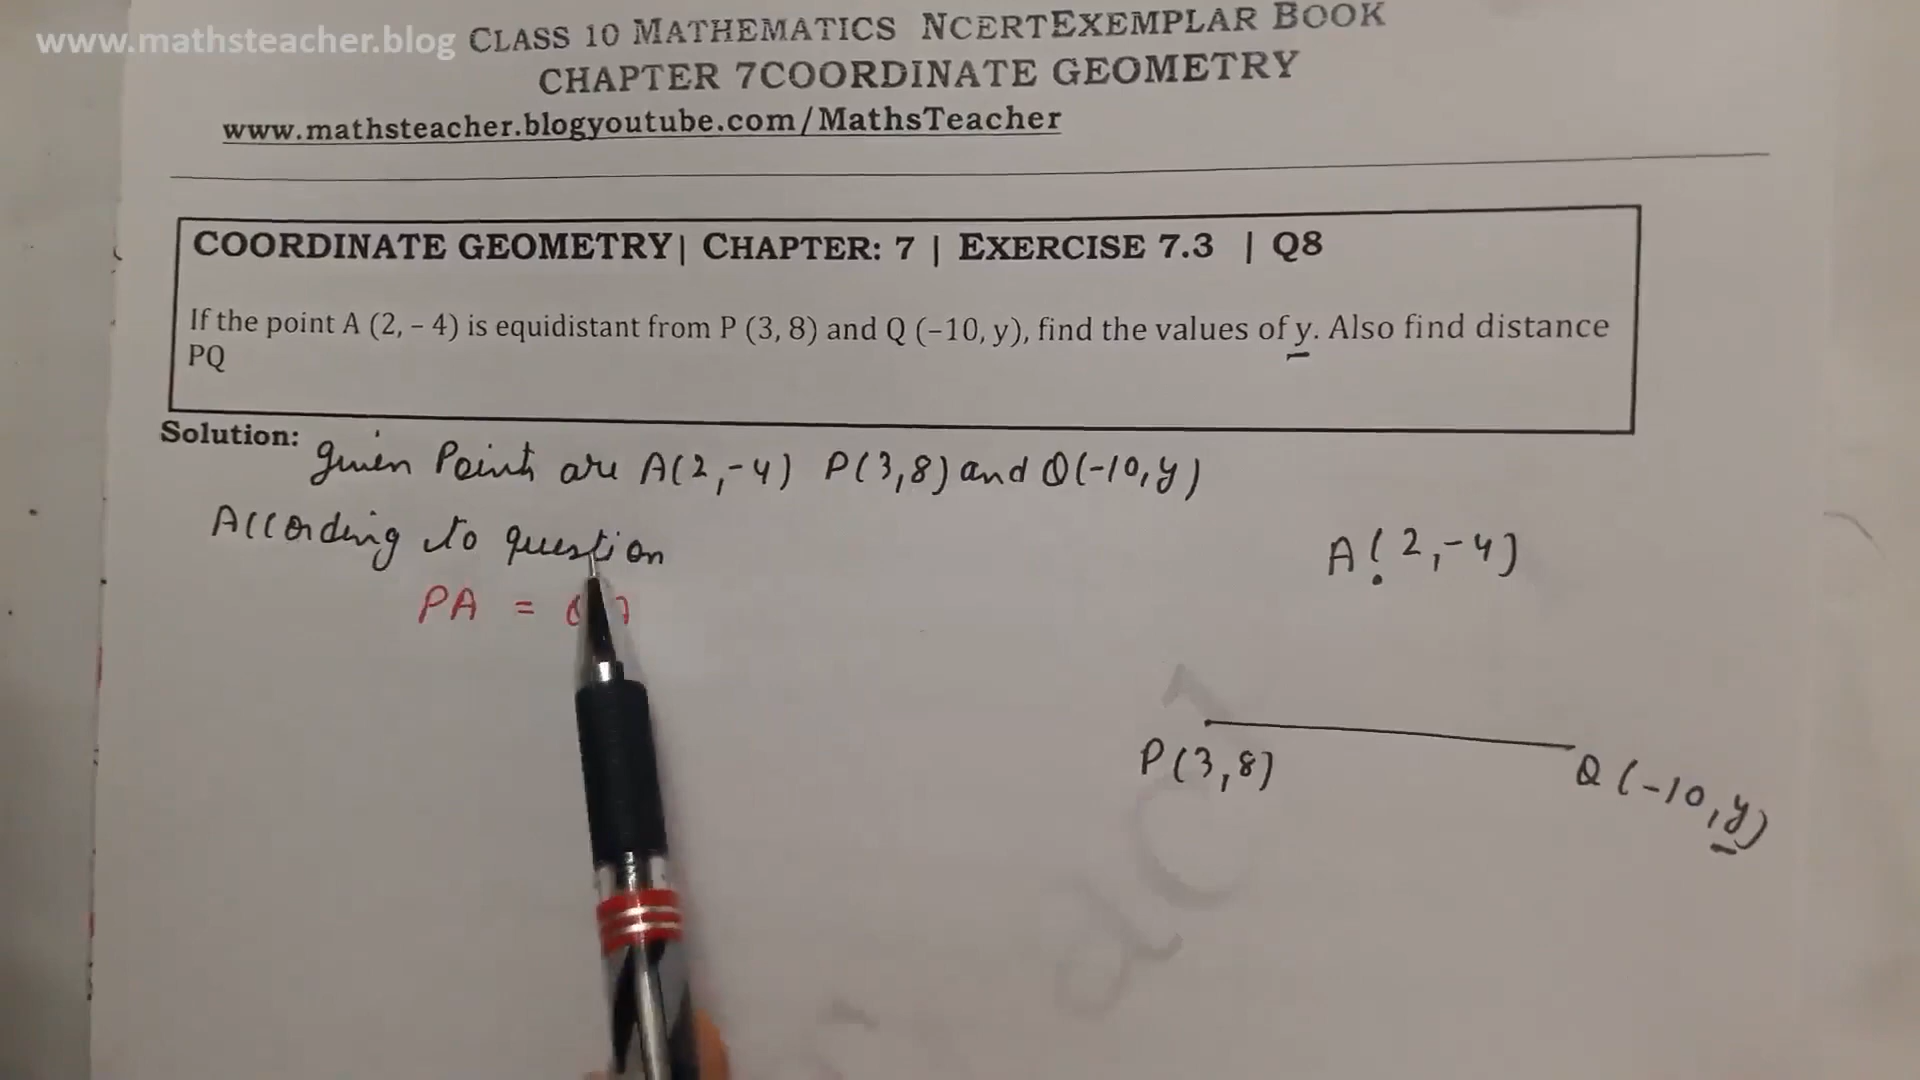 www.mathsteacher.blog
CLASS 10 MATHEMATICS NCERTEXEMPLAR BOOK
CHAPTER 7COORDINATE GEOMETRY
www.mathsteacher.blogyoutube.com/MathsTeacher
COORDINATE GEOMETRY| CHAPTER: 7 | EXERCISE 7.3 | Q8
If the point A (2, – 4) is equidistant from P (3, 8) and Q (–10, y), find the values of y. Also find distance
PQ
Solution: given Points are A(2,-4) P(3,8) and Q(-10,y)
According to question
PA =
A(2,-4)
P(3,8)
Q(-10,y)